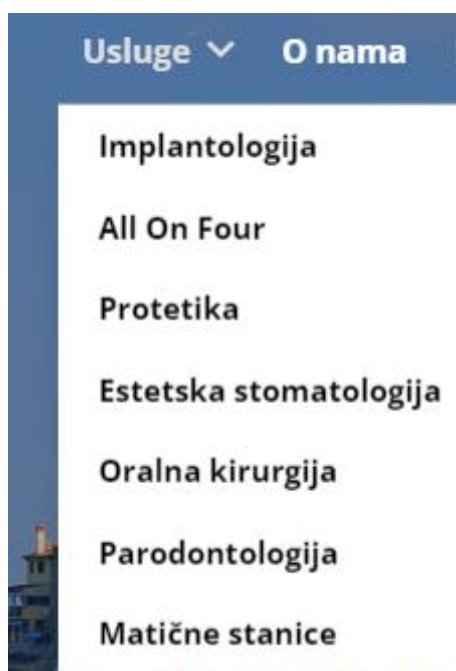 Usluge O nama
Implantologija
All On Four
Protetika
Estetska stomatologija
Oralna kirurgija
Parodontologija
Matične stanice